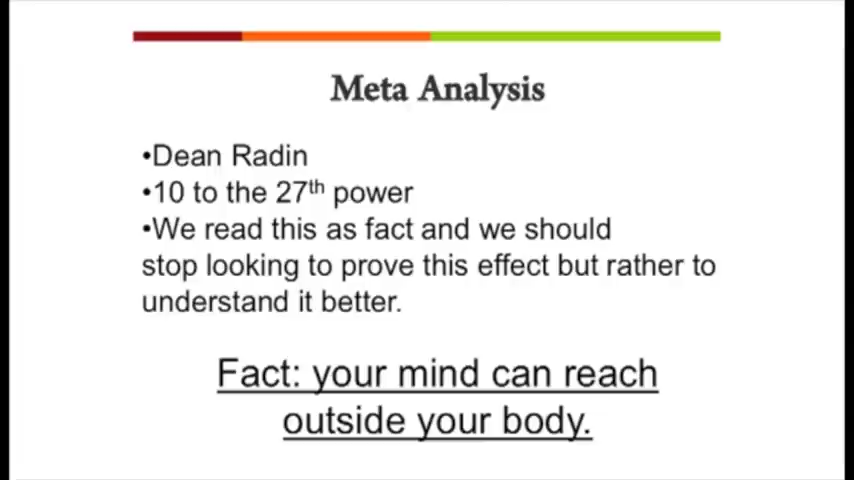 Meta Analysis
•Dean Radin
•10 to the 27th power
•We read this as fact and we should
stop looking to prove this effect but rather to
understand it better.
Fact: your mind can reach
outside your body.